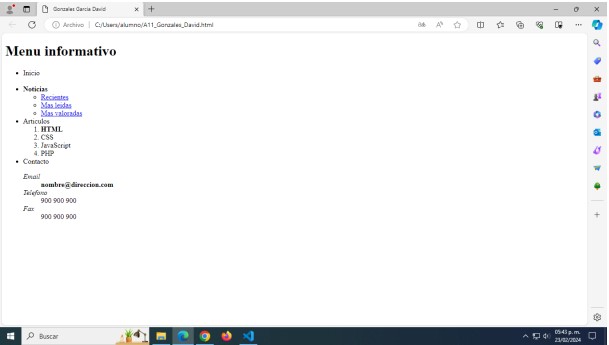 Gonzales Garcia David
Archivo
C:/Users/alumno/A11_Gonzales_David.html
Menu informativo
Inicio
Noticias
Recientes
Mas leidas
Mas valoradas
Articulos
1. HTML
2. CSS
3. JavaScript
4. PHP
Contacto
Email
nombre@direccion.com
Telefono
900 900 900
Fax
900 900 900
Buscar
05:45 p. m.
23/02/2024